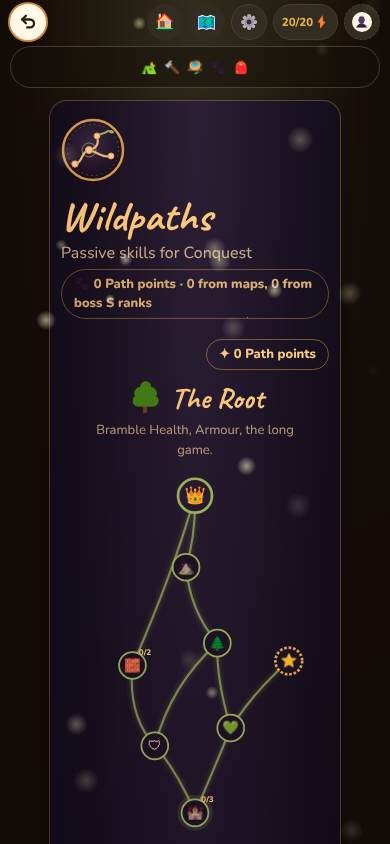 20/20
Wildpaths
Passive skills for Conquest
0 Path points · 0 from maps, 0 from
boss S ranks
✦ 0 Path points
The Root
Bramble Health, Armour, the long
game.
0/2
0/3